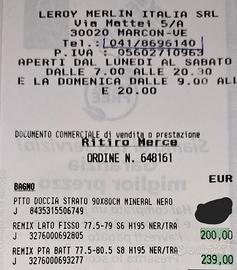 LEROY MERLIN ITALIA SRL
Via Mattei 5/A
30020 MARCON-VE
Tel.: 041/8696140
P.IVA : 05602710963
APERTI DAL LUNEDI AL SABATO
DALLE 7.00 ALLE 20.30
E LA DOMENICA DALLE 9.00 ALL
E 20.00
DOCUMENTO COMMERCIALE di vendita o prestazione
Ritiro Merce
ORDINE N. 648161
EUR
BAGNO
PTTO DOCCIA STRATO 90X80CM MINERAL NERO
J 8435315506749
REMIX LATO FISSO 77.5-79 S6 H195 NER/TRA
J 3276000692805 200,00
REMIX PTA BATT 77.5-80.5 S8 H195 NER/TRA
J 3276000693277 239,00